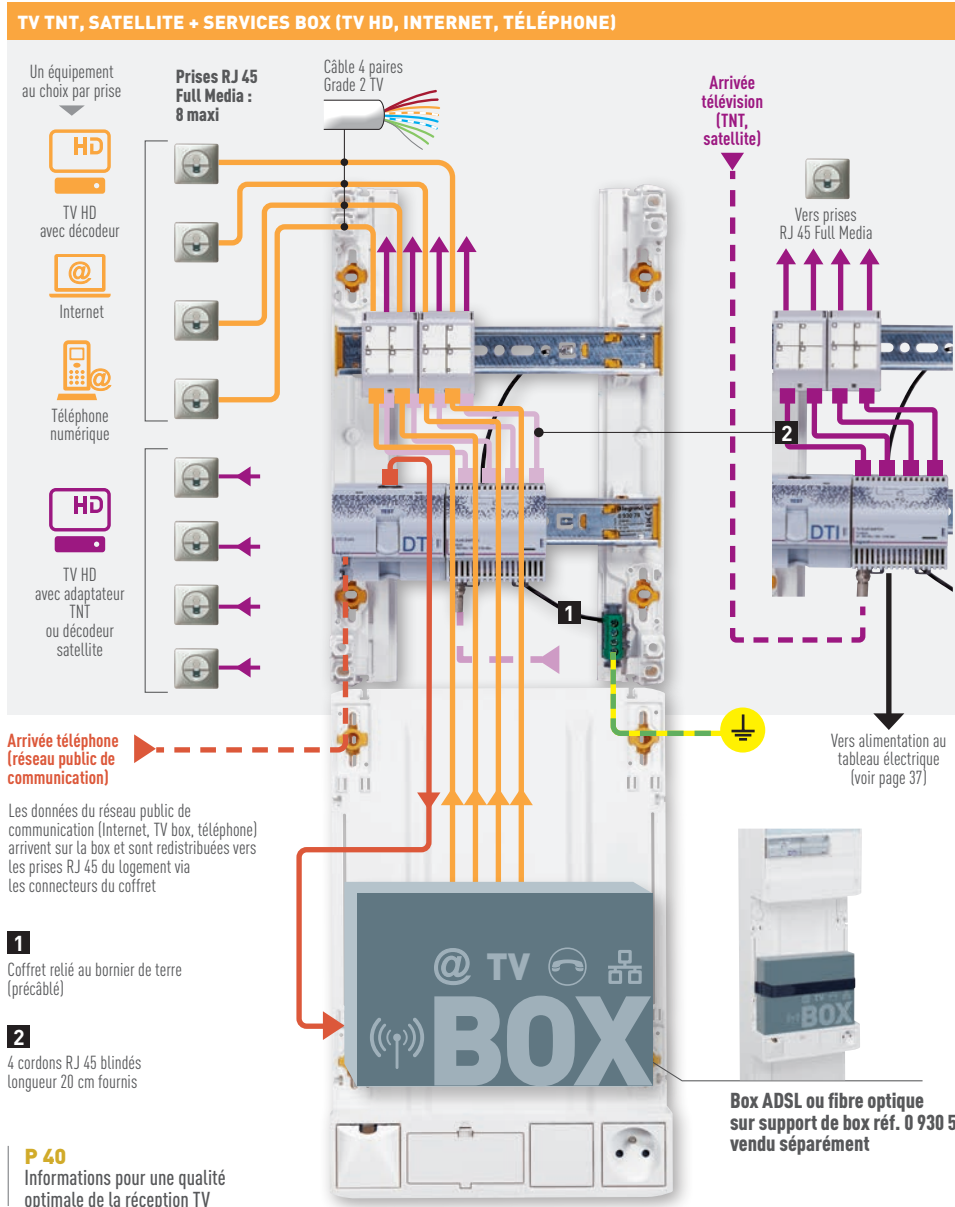 TV TNT, SATELLITE + SERVICES BOX (TV HD, INTERNET, TÉLÉPHONE)
Un équipement
au choix par prise
HD
TV HD
avec décodeur
@
Internet
@
Téléphone
numérique
HD
TV HD
avec adaptateur
TNT
ou décodeur
satellite
Prises RJ 45
Full Media :
8 maxi
Câble 4 paires
Grade 2 TV
Arrivée
télévision
(TNT,
satellite)
Vers prises
RJ 45 Full Media
2
DTI
DTI
1
Arrivée téléphone
(réseau public de
communication)
Vers alimentation au
tableau électrique
(voir page 37)
Les données du réseau public de
communication (Internet, TV box, téléphone)
arrivent sur la box et sont redistribuées vers
les prises RJ 45 du logement via
les connecteurs du coffret
1
Coffret relié au bornier de terre
(précâblé)
2
4 cordons RJ 45 blindés
longueur 20 cm fournis
@ TV
BOX
BOX
Box ADSL ou fibre optique
sur support de box réf. 0 930 5
vendu séparément
P 40
Informations pour une qualité
optimale de la réception TV